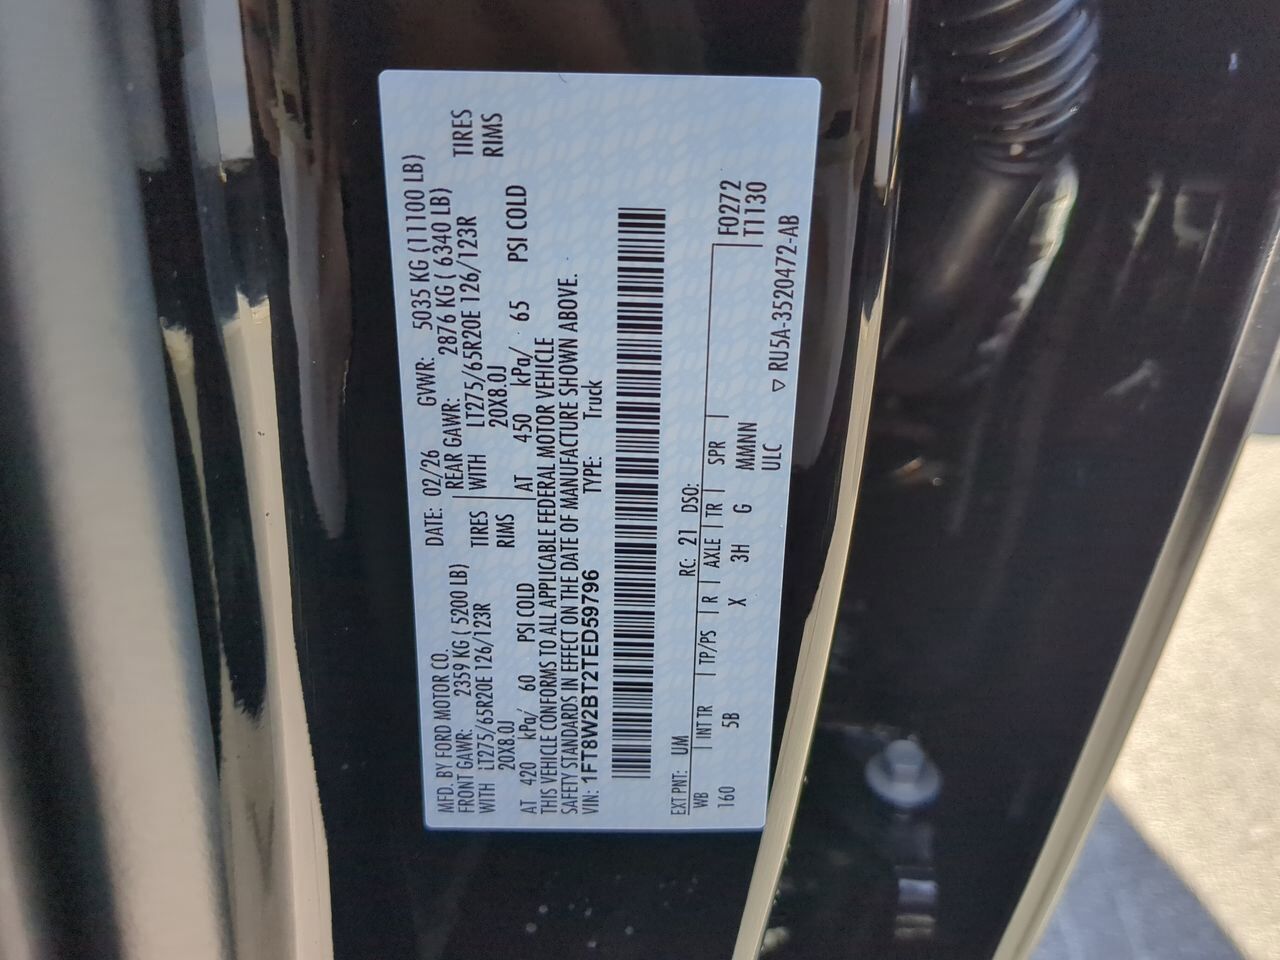 MFD. BY FORD MOTOR CO. DATE: 02/26 GVWR: 5035 KG (11100 LB)
FRONT GAWR: 2359 KG ( 5200 LB) REAR GAWR: 2876 KG ( 6340 LB)
WITH LT275/65R20E 126/123R TIRES WITH LT275/65R20E 126/123R TIRES
20X8.0J RIMS 20X8.0J RIMS
AT 420 kPa/ 60 PSI COLD AT 450 kPa/ 65 PSI COLD
THIS VEHICLE CONFORMS TO ALL APPLICABLE FEDERAL MOTOR VEHICLE
SAFETY STANDARDS IN EFFECT ON THE DATE OF MANUFACTURE SHOWN ABOVE.
VIN: 1FT8W2BT2TED59796 TYPE: Truck
EXT PNT: UM RC: 21 DSO: F0272
WB INT TR TP/PS R AXLE TR SPR T1130
160 5B X 3H G MMNN
ULC
▽ RU5A-3520472-AB